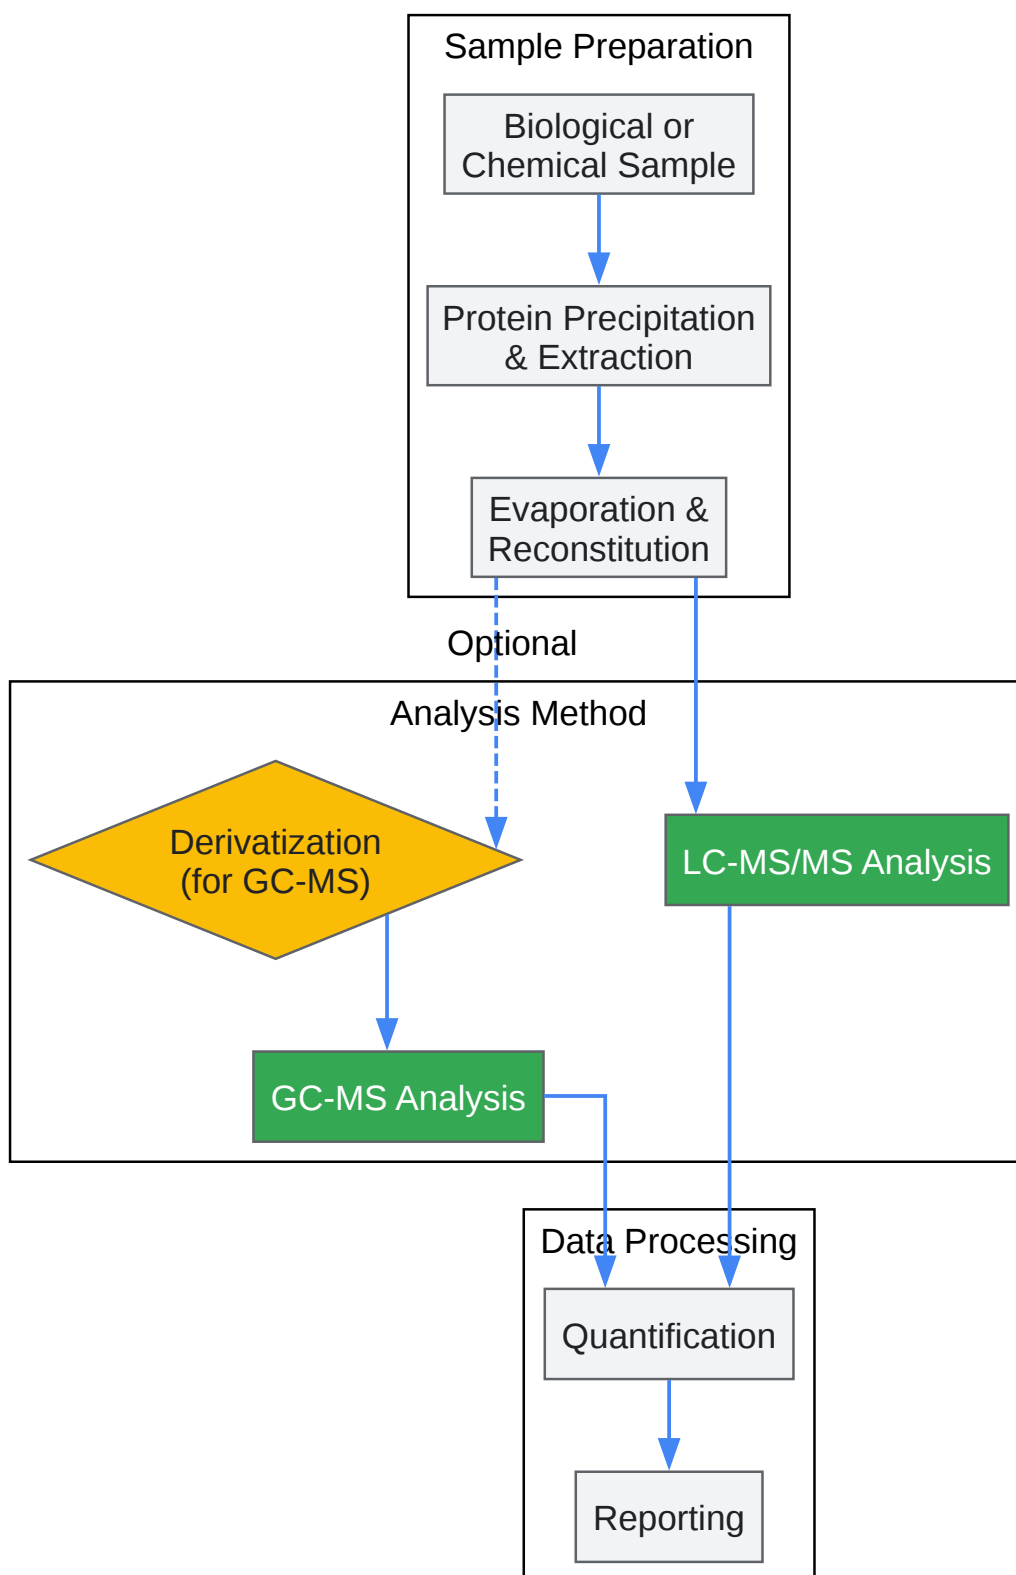 Sample Preparation
Biological or
Chemical Sample
Protein Precipitation
& Extraction
Evaporation &
Reconstitution
Optional
Analysis Method
Derivatization
(for GC-MS)
LC-MS/MS Analysis
GC-MS Analysis
Data Processing
Quantification
Reporting